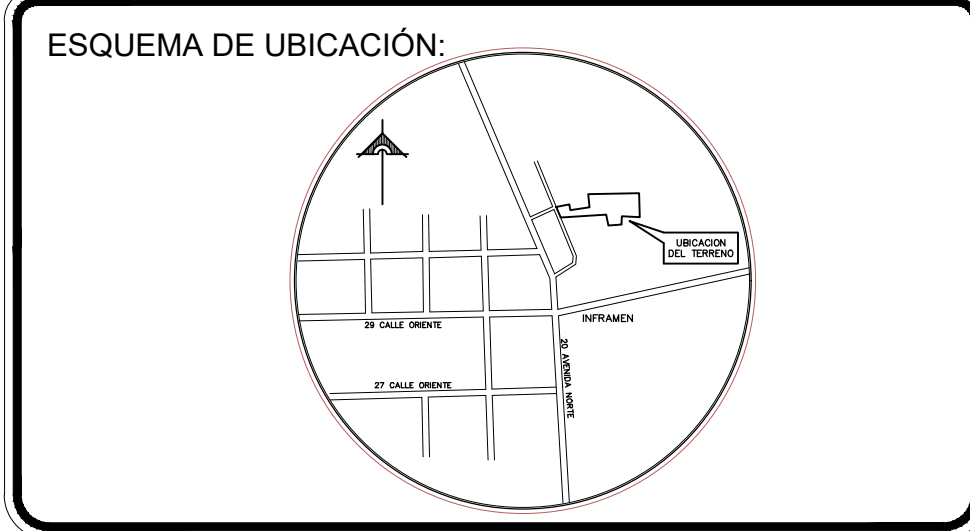 ESQUEMA DE UBICACIÓN:
UBICACION
DEL TERRENO
INFRAMEN
29 CALLE ORIENTE
20 AVENIDA NORTE
27 CALLE ORIENTE